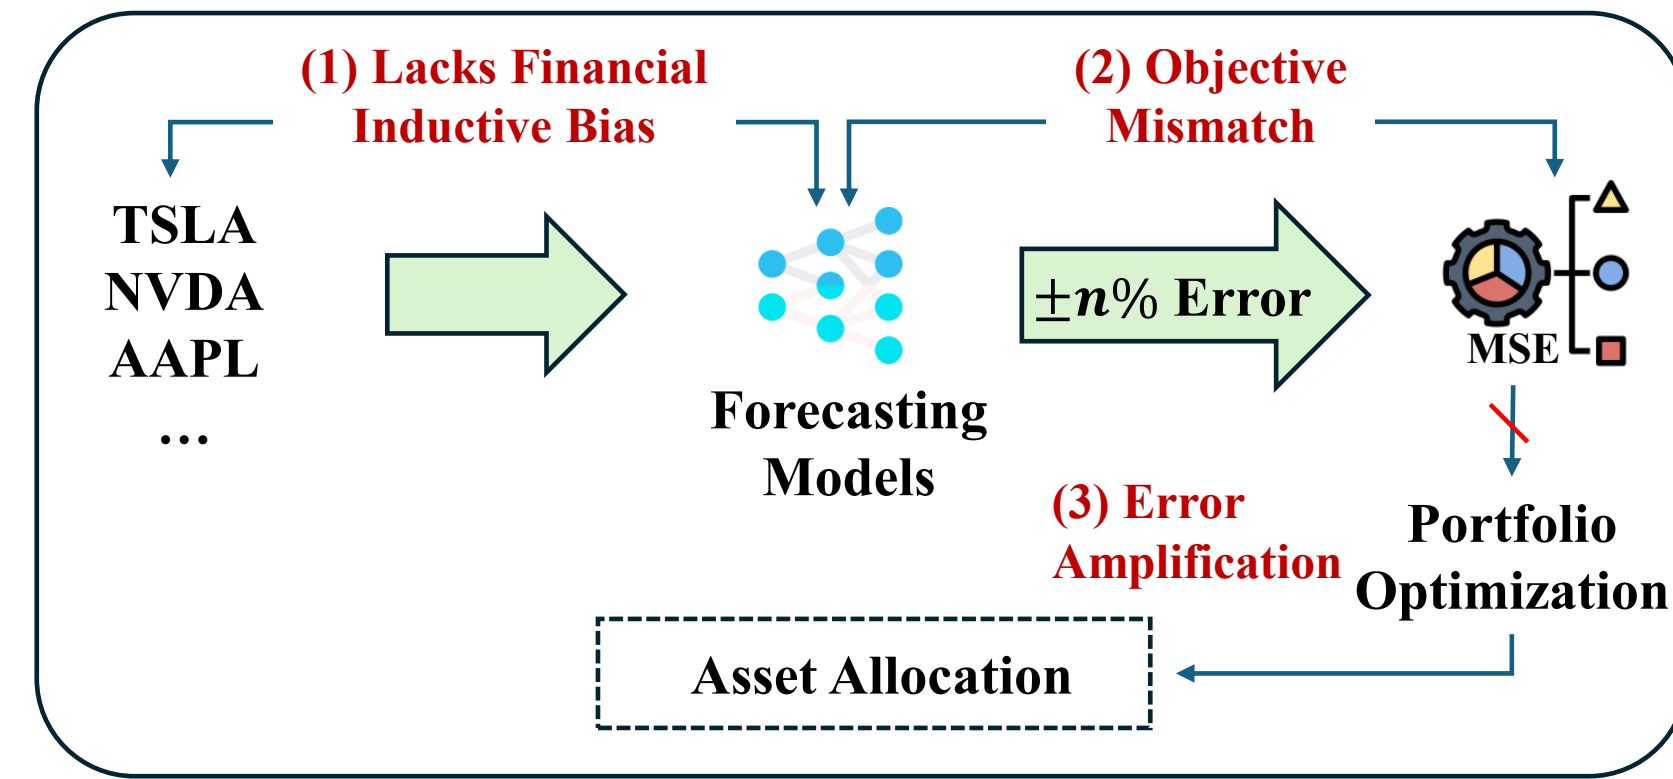 (1) Lacks Financial
Inductive Bias
(2) Objective
Mismatch
TSLA
NVDA
AAPL
...
Forecasting
Models
±n% Error
MSE
(3) Error
Amplification
Portfolio
Optimization
Asset Allocation